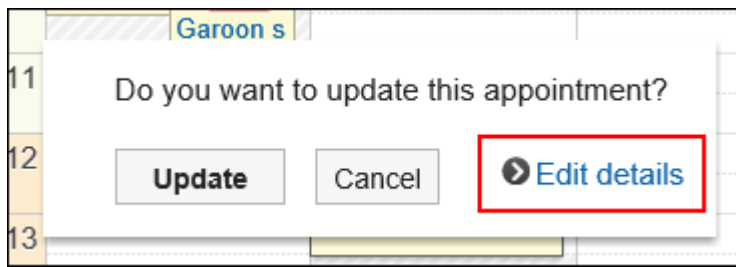 Garoon s
11
Do you want to update this appointment?
12
Update Cancel Edit details
13